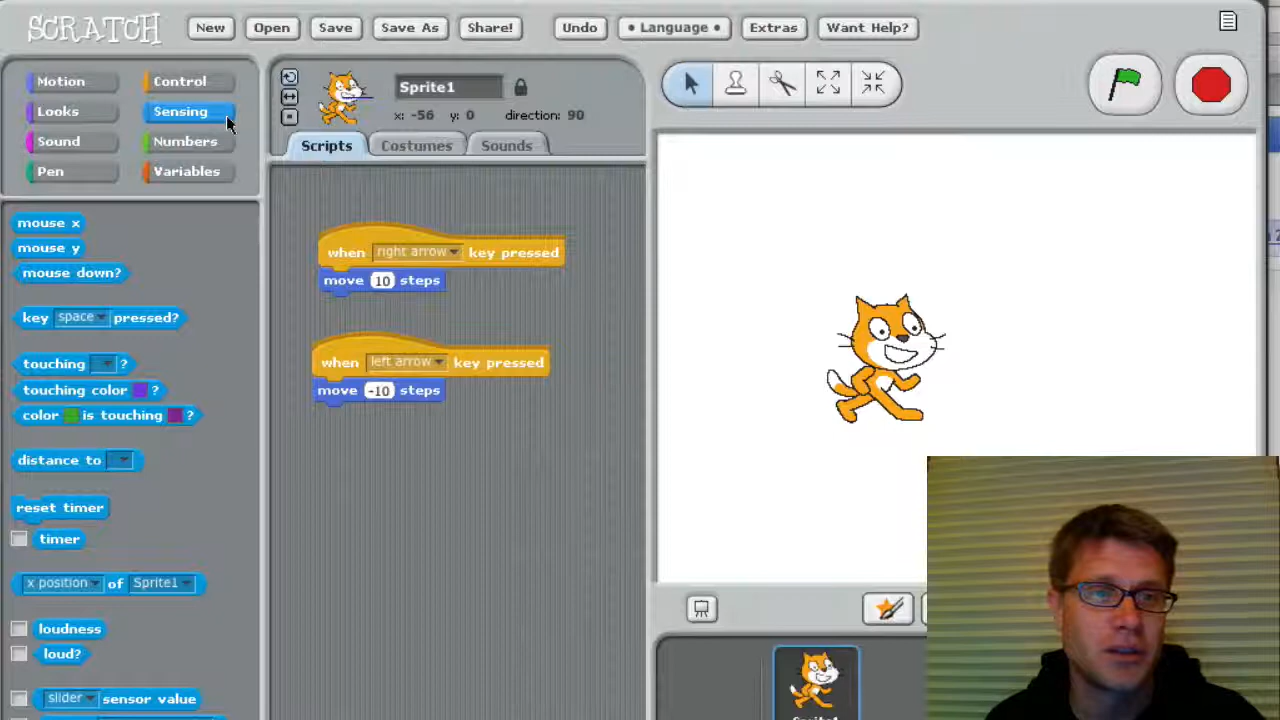 SCRATCH
New Open Save Save As Share! Undo • Language • Extras Want Help?
Motion Control
Looks Sensing
Sound Numbers
Pen Variables
Sprite1
x: -56 y: 0 direction: 90
Scripts Costumes Sounds
mouse x
mouse y
mouse down?
key space pressed?
touching ?
touching color ?
color is touching ?
distance to
reset timer
timer
x position of Sprite1
loudness
loud?
slider sensor value
when right arrow key pressed
move 10 steps
when left arrow key pressed
move -10 steps